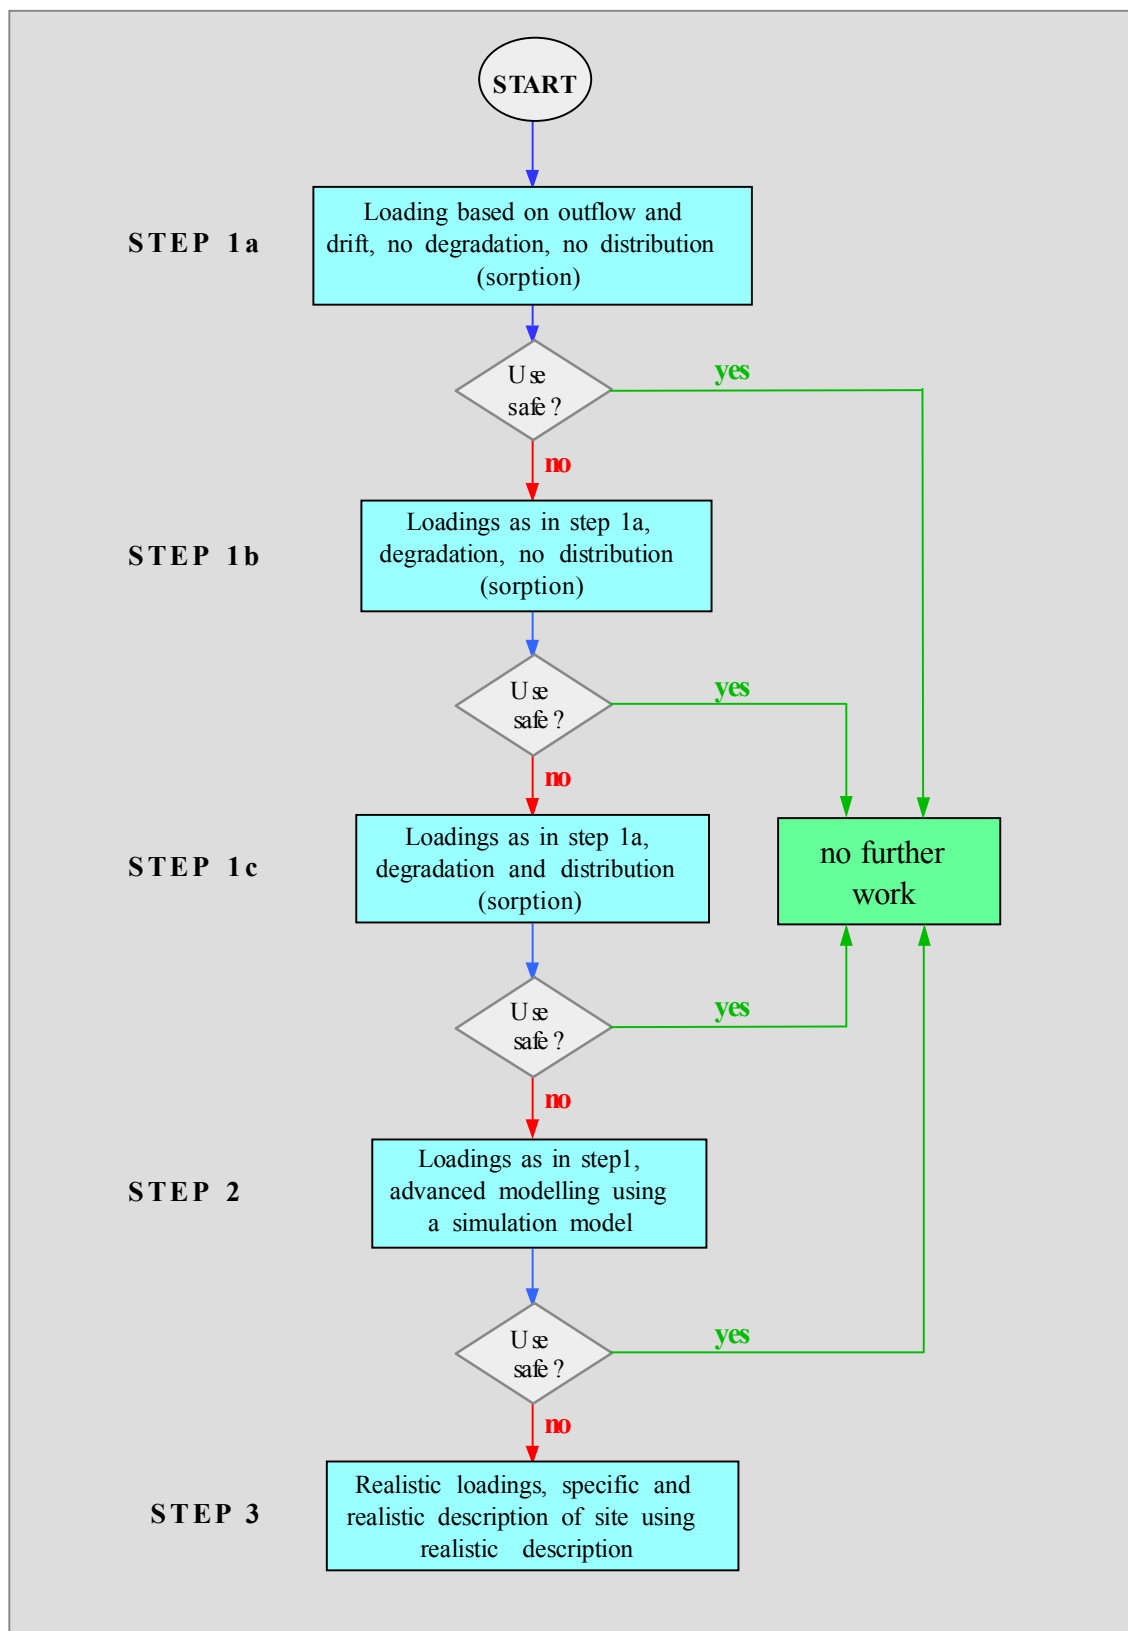 START
STEP 1a
Loading based on outflow and
drift, no degradation, no distribution
(sorption)
Use
safe?
yes
no
STEP 1b
Loadings as in step 1a,
degradation, no distribution
(sorption)
Use
safe?
yes
no
STEP 1c
Loadings as in step 1a,
degradation and distribution
(sorption)
no further
work
Use
safe?
yes
no
STEP 2
Loadings as in step1,
advanced modelling using
a simulation model
Use
safe?
yes
no
STEP 3
Realistic loadings, specific and
realistic description of site using
realistic description